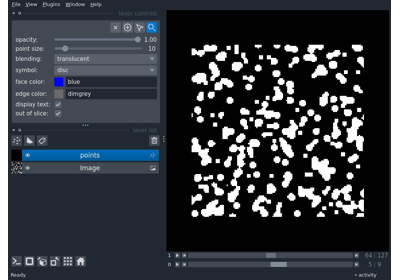 File View Plugins Window Help
layer controls
opacity: 1.00
point size: 10
blending: translucent
symbol: disc
face color: blue
edge color: dimgrey
display text:
out of slice:
layer list
points
Image
1 64 127
0 5 9
Ready
activity